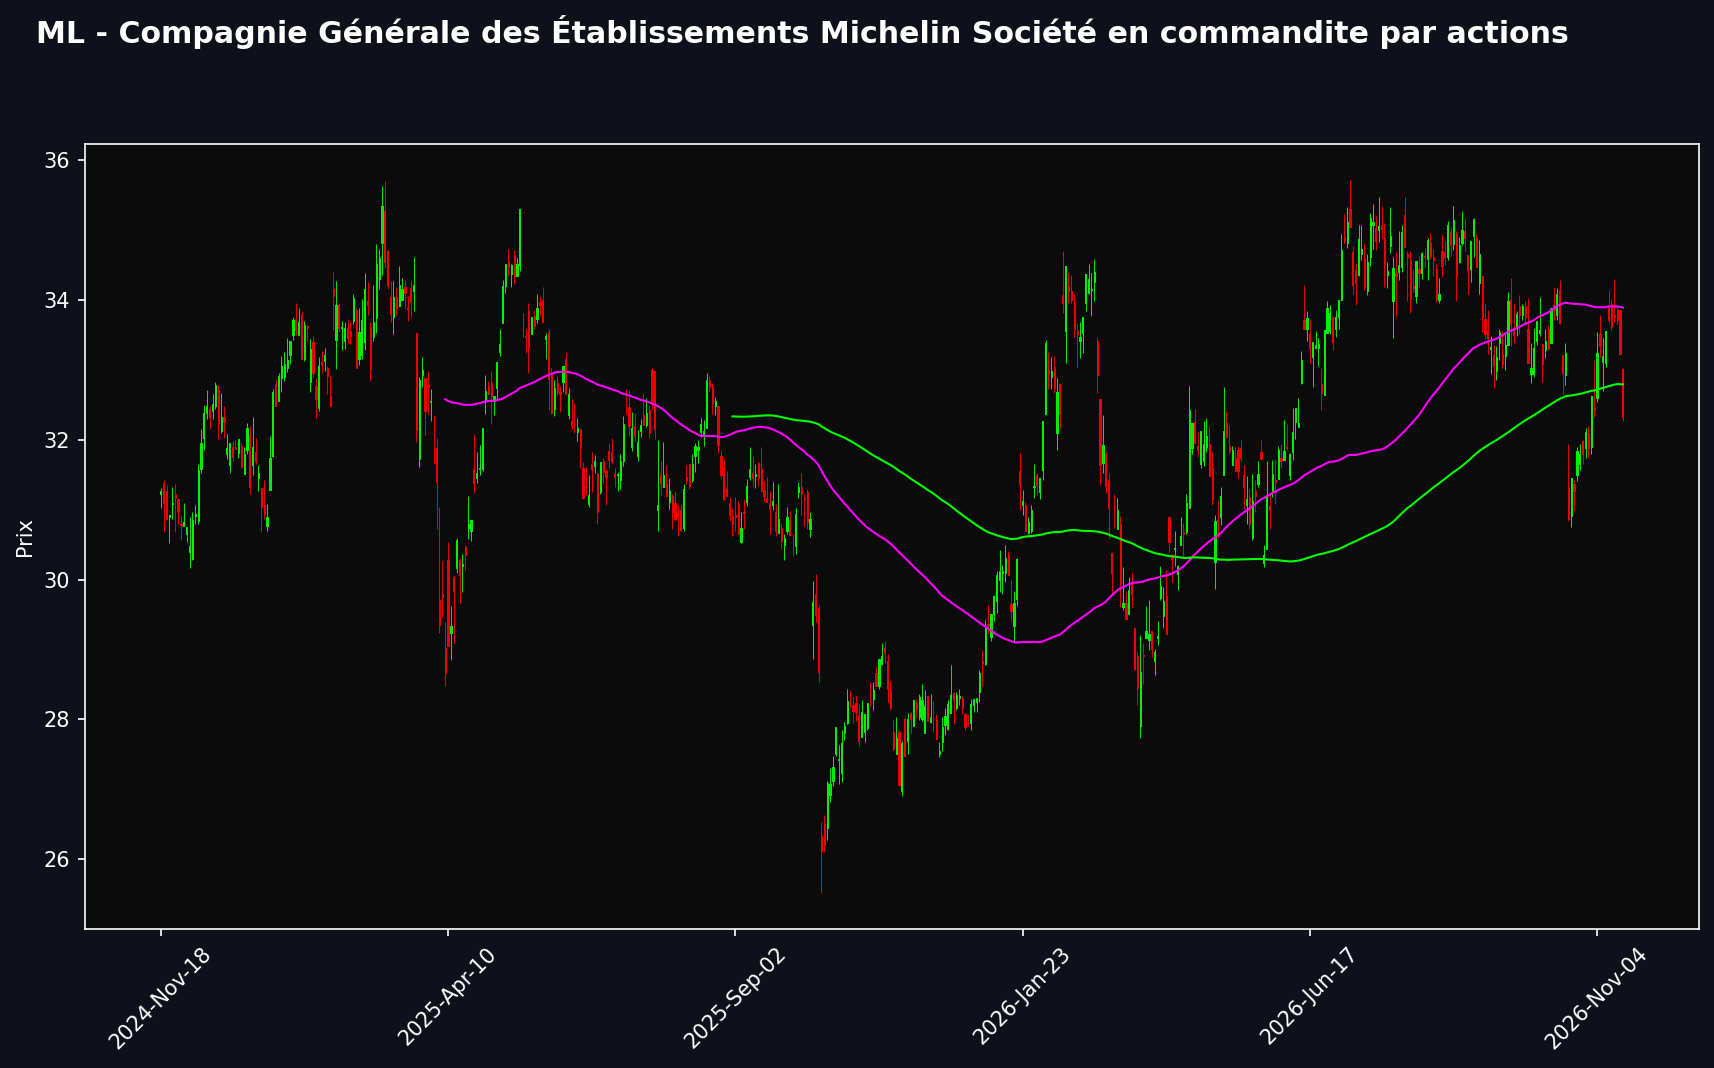 ML - Compagnie Générale des Établissements Michelin Société en commandite par actions
36
34
32
30
28
26
Prix
2024-Nov-18
2025-Apr-10
2025-Sep-02
2026-Jan-23
2026-Jun-17
2026-Nov-04